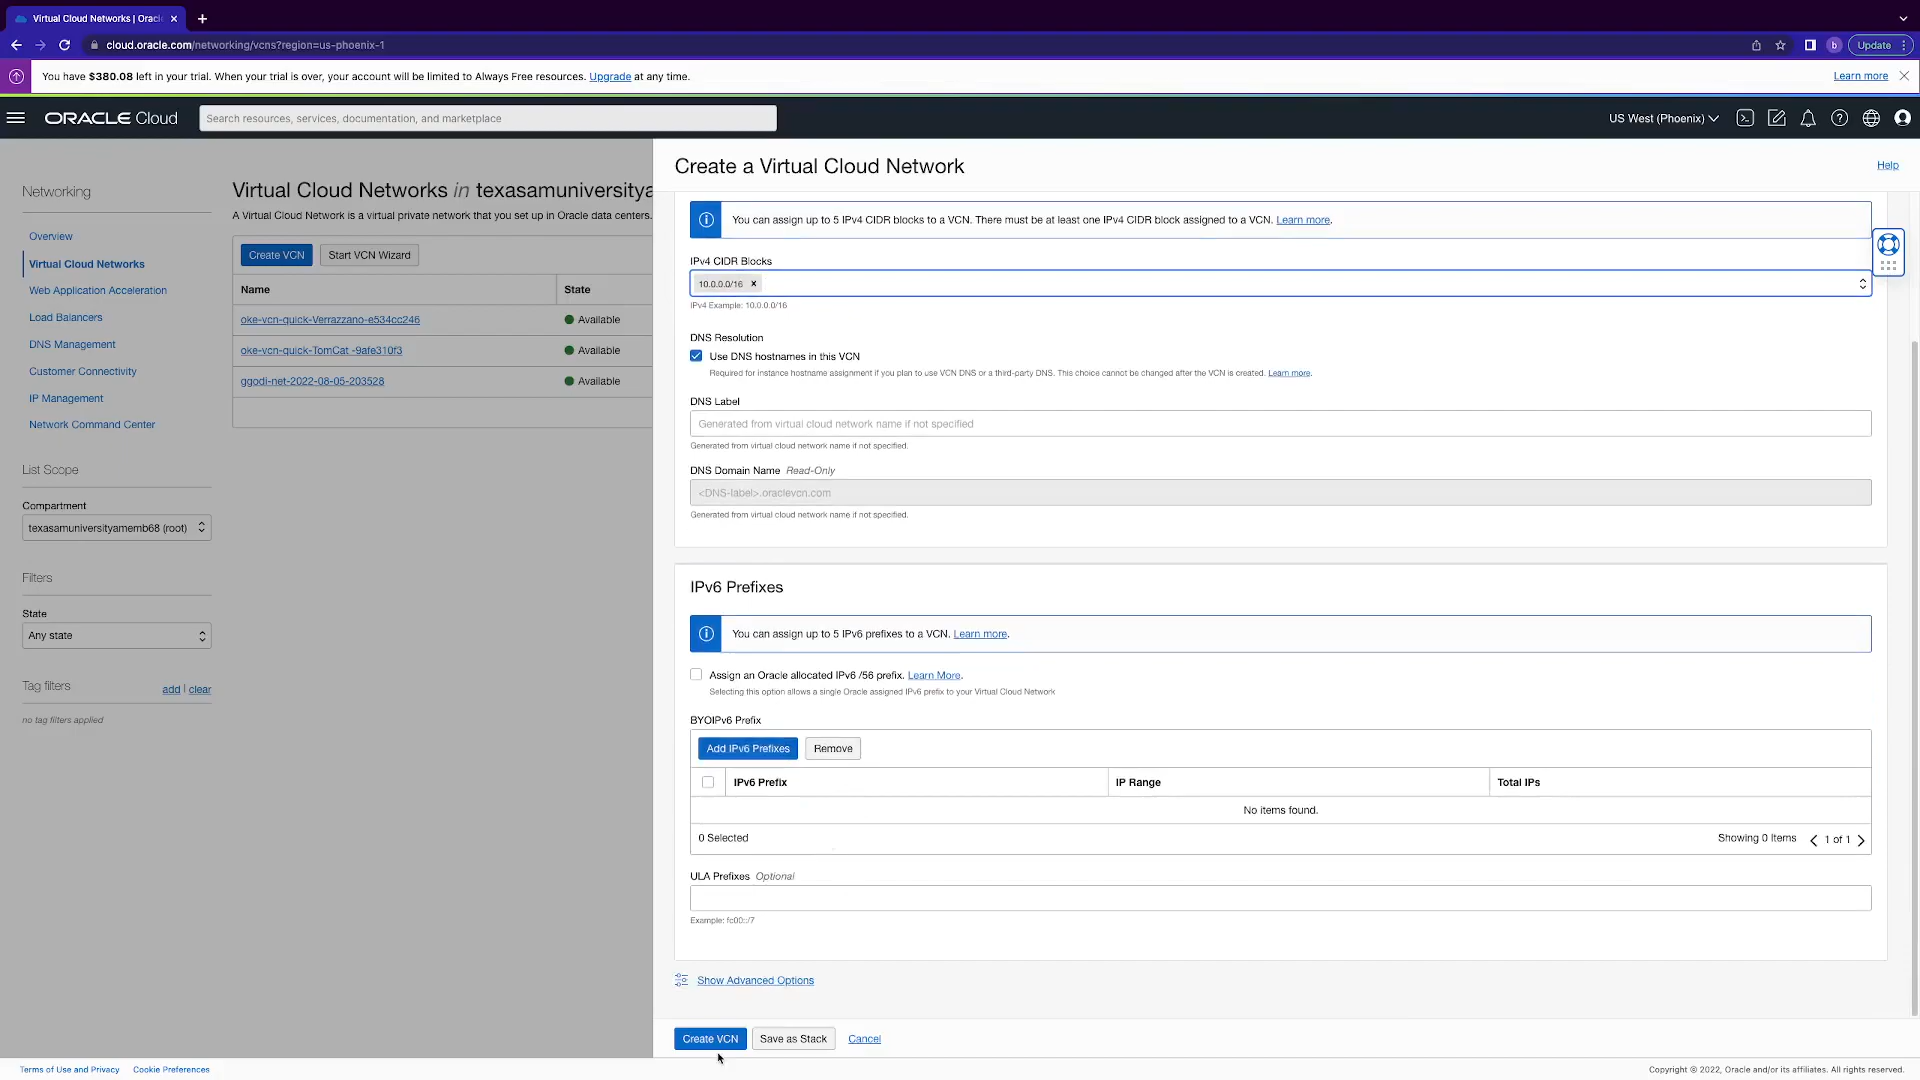 Virtual Cloud Networks | Oracl
cloud.oracle.com/networking/vcns?region=us-phoenix-1
b
Update
You have $380.08 left in your trial. When your trial is over, your account will be limited to Always Free resources. Upgrade at any time.
Learn more
ORACLE Cloud
Search resources, services, documentation, and marketplace
US West (Phoenix)
Networking
Overview
Virtual Cloud Networks
Web Application Acceleration
Load Balancers
DNS Management
Customer Connectivity
IP Management
Network Command Center
List Scope
Compartment
texasamuniversityamemb68 (root)
Filters
State
Any state
Tag filters
add | clear
no tag filters applied
Virtual Cloud Networks in texasamuniversitya
A Virtual Cloud Network is a virtual private network that you set up in Oracle data centers.
Create VCN
Start VCN Wizard
Name
State
oke-vcn-quick-Verrazzano-e534cc246
Available
oke-vcn-quick-TomCat -9afe310f3
Available
ggodi-net-2022-08-05-203528
Available
Create a Virtual Cloud Network
Help
You can assign up to 5 IPv4 CIDR blocks to a VCN. There must be at least one IPv4 CIDR block assigned to a VCN. Learn more.
IPv4 CIDR Blocks
10.0.0.0/16 ×
IPv4 Example: 10.0.0.0/16
DNS Resolution
Use DNS hostnames in this VCN
Required for instance hostname assignment if you plan to use VCN DNS or a third-party DNS. This choice cannot be changed after the VCN is created. Learn more.
DNS Label
Generated from virtual cloud network name if not specified
Generated from virtual cloud network name if not specified.
DNS Domain Name Read-Only
<DNS-label>.oraclevcn.com
Generated from virtual cloud network name if not specified.
IPv6 Prefixes
You can assign up to 5 IPv6 prefixes to a VCN. Learn more.
Assign an Oracle allocated IPv6 /56 prefix. Learn More.
Selecting this option allows a single Oracle assigned IPv6 prefix to your Virtual Cloud Network
BYOIPv6 Prefix
Add IPv6 Prefixes
Remove
IPv6 Prefix
IP Range
Total IPs
No items found.
0 Selected
Showing 0 Items
1 of 1
ULA Prefixes Optional
Example: fc00::/7
Show Advanced Options
Create VCN
Save as Stack
Cancel
Terms of Use and Privacy
Cookie Preferences
Copyright © 2022, Oracle and/or its affiliates. All rights reserved.